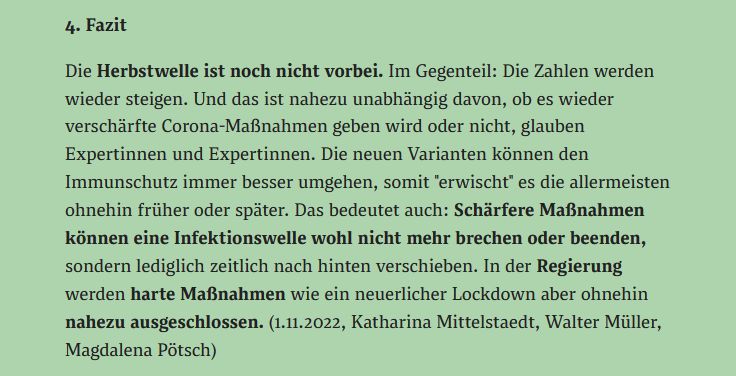 4. Fazit
Die Herbstwelle ist noch nicht vorbei. Im Gegenteil: Die Zahlen werden
wieder steigen. Und das ist nahezu unabhängig davon, ob es wieder
verschärfte Corona-Maßnahmen geben wird oder nicht, glauben
Expertinnen und Expertinnen. Die neuen Varianten können den
Immunschutz immer besser umgehen, somit "erwischt" es die allermeisten
ohnehin früher oder später. Das bedeutet auch: Schärfere Maßnahmen
können eine Infektionswelle wohl nicht mehr brechen oder beenden,
sondern lediglich zeitlich nach hinten verschieben. In der Regierung
werden harte Maßnahmen wie ein neuerlicher Lockdown aber ohnehin
nahezu ausgeschlossen. (1.11.2022, Katharina Mittelstaedt, Walter Müller,
Magdalena Pötsch)